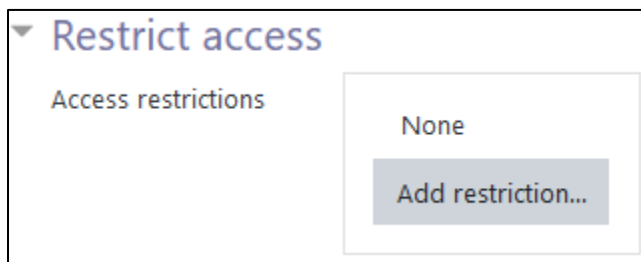 Restrict access
Access restrictions
None
Add restriction...